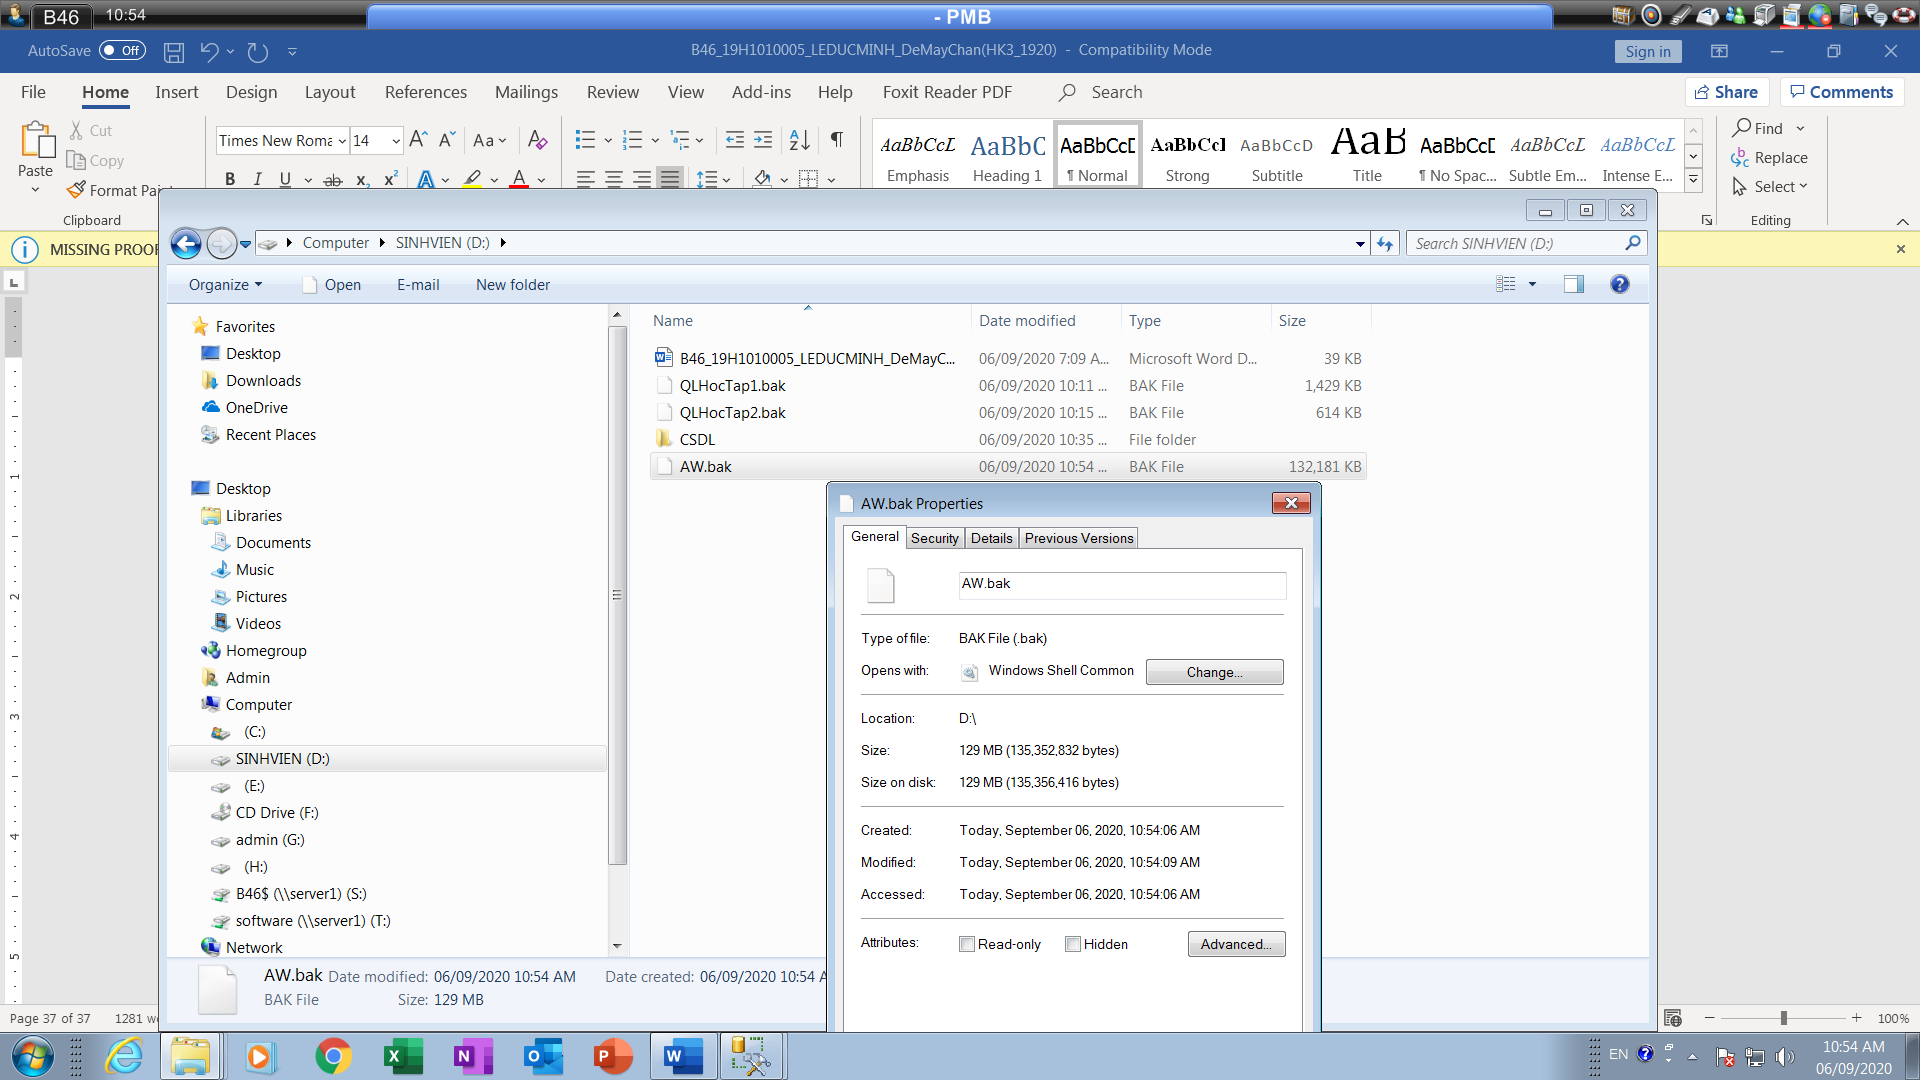 B46 10:54
- PMB
AutoSave Off
B46_19H1010005_LEDUCMINH_DeMayChan(HK3_1920) - Compatibility Mode
Sign in
File Home Insert Design Layout References Mailings Review View Add-ins Help Foxit Reader PDF Search
Share Comments
Paste
Cut
Copy
Format Pain
Clipboard
Times New Roma 14
AaBbCcL Emphasis
AaBbC Heading 1
AaBbCcD ¶ Normal
AaBbCcl Strong
AaBbCcD Subtitle
AaB Title
AaBbCcD ¶ No Spac...
AaBbCcL Subtle Em...
AaBbCcL Intense E...
Find
Replace
Select
Editing
MISSING PROOF
Computer SINHVIEN (D:)
Search SINHVIEN (D:)
Organize Open E-mail New folder
Favorites
Desktop
Downloads
OneDrive
Recent Places
Desktop
Libraries
Documents
Music
Pictures
Videos
Homegroup
Admin
Computer
(C:)
SINHVIEN (D:)
(E:)
CD Drive (F:)
admin (G:)
(H:)
B46$ (\\server1) (S:)
software (\\server1) (T:)
Network
Name Date modified Type Size
B46_19H1010005_LEDUCMINH_DeMayC... 06/09/2020 7:09 A... Microsoft Word D... 39 KB
QLHocTap1.bak 06/09/2020 10:11 ... BAK File 1,429 KB
QLHocTap2.bak 06/09/2020 10:15 ... BAK File 614 KB
CSDL 06/09/2020 10:35 ... File folder
AW.bak 06/09/2020 10:54 ... BAK File 132,181 KB
AW.bak Properties
General Security Details Previous Versions
AW.bak
Type of file: BAK File (.bak)
Opens with: Windows Shell Common Change...
Location: D:\
Size: 129 MB (135,352,832 bytes)
Size on disk: 129 MB (135,356,416 bytes)
Created: Today, September 06, 2020, 10:54:06 AM
Modified: Today, September 06, 2020, 10:54:09 AM
Accessed: Today, September 06, 2020, 10:54:06 AM
Attributes: Read-only Hidden Advanced...
AW.bak Date modified: 06/09/2020 10:54 AM Date created: 06/09/2020 10:54 A
BAK File Size: 129 MB
Page 37 of 37 1281 w
100%
EN
10:54 AM
06/09/2020